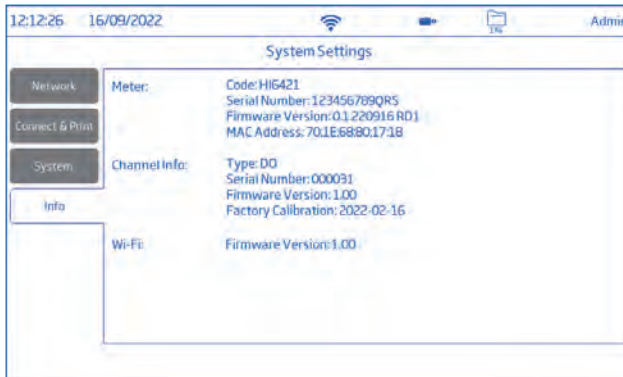 12:12:26 16/09/2022 1% Admi
System Settings
Network
Connect & Print
System
Info
Meter: Code: HI6421
Serial Number: 123456789QRS
Firmware Version: 0.1 220916 RD1
MAC Address: 70:1E:68:80:17:18
Channel Info: Type: DO
Serial Number: 000031
Firmware Version: 1.00
Factory Calibration: 2022-02-16
Wi-Fi: Firmware Version: 1.00